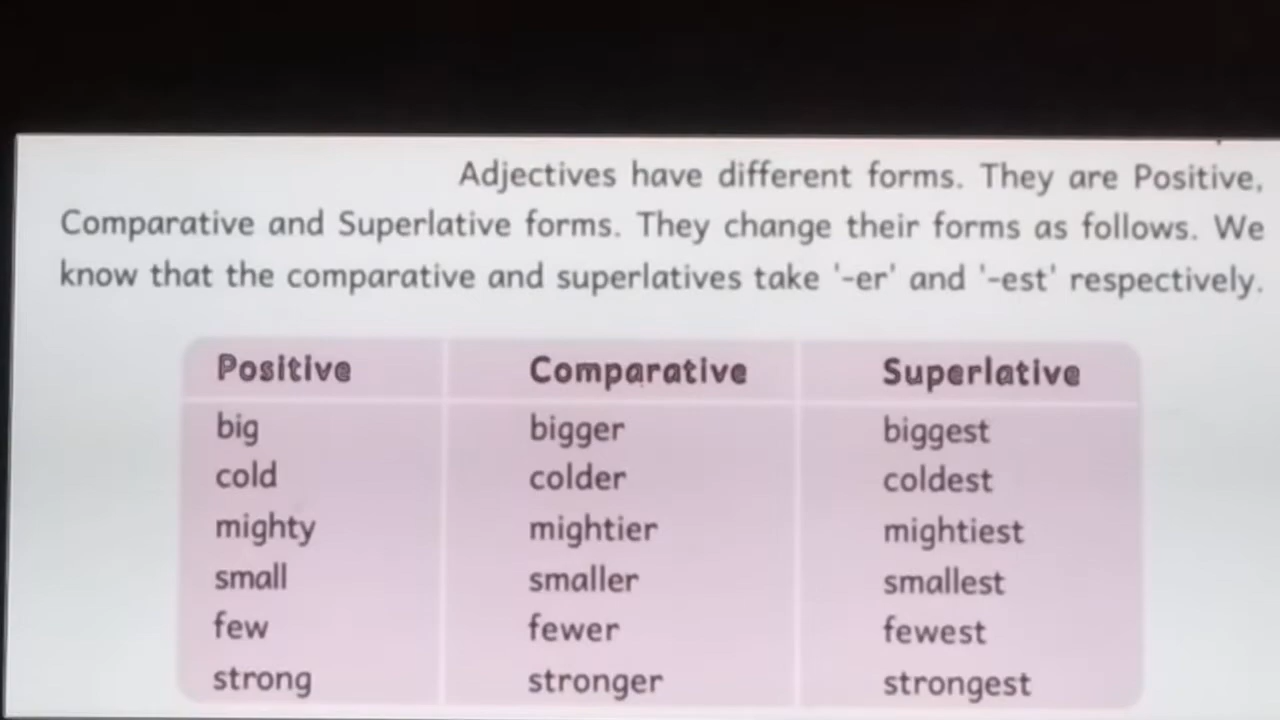 Adjectives have different forms. They are Positive,
Comparative and Superlative forms. They change their forms as follows. We
know that the comparative and superlatives take '-er' and '-est' respectively.
Positive Comparative Superlative
big bigger biggest
cold colder coldest
mighty mightier mightiest
small smaller smallest
few fewer fewest
strong stronger strongest